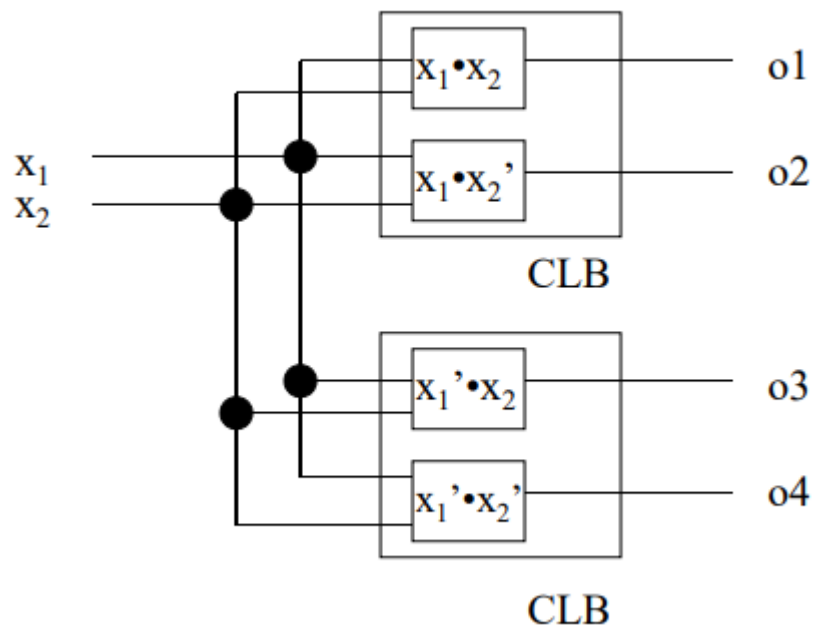 x₁•x₂ o1
x₁
x₁•x₂’ o2
x₂
CLB
x₁’•x₂ o3
x₁’•x₂’ o4
CLB